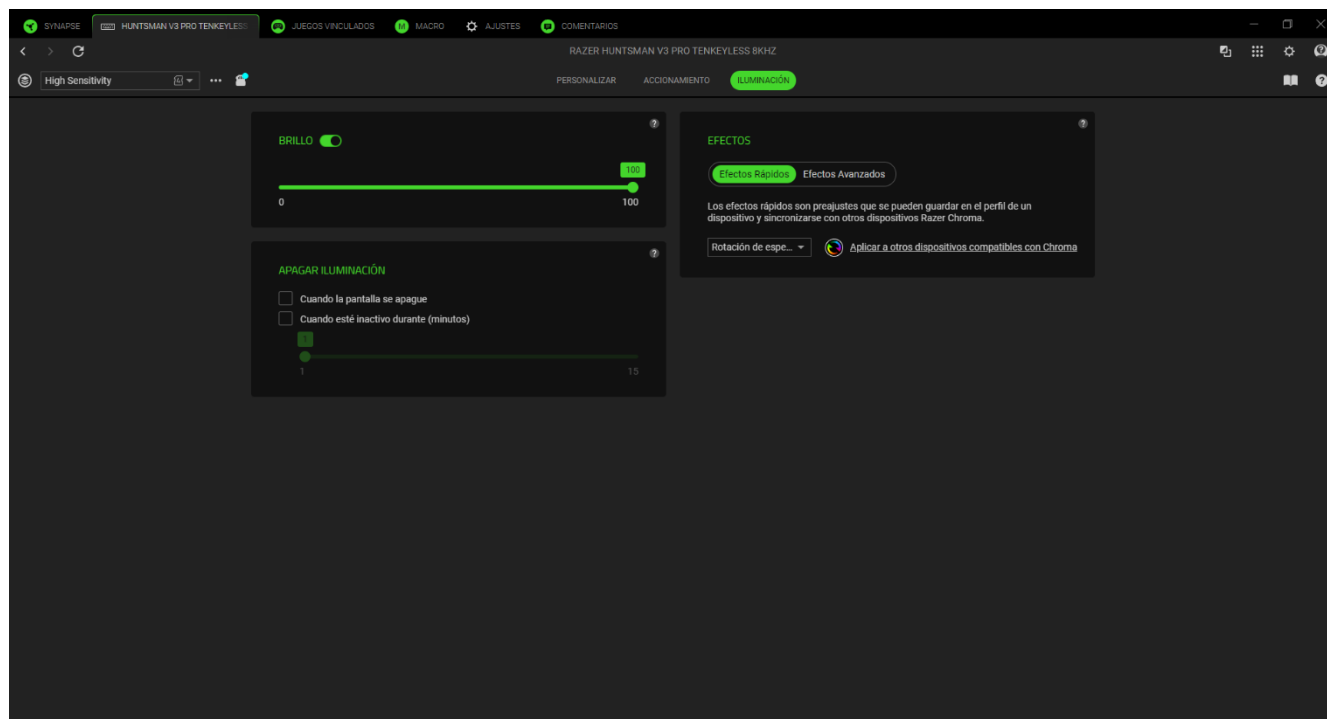 SYNAPSE HUNTSMAN V3 PRO TENKEYLESS JUEGOS VINCULADOS M MACRO AJUSTES COMENTARIOS
RAZER HUNTSMAN V3 PRO TENKEYLESS 8KHZ
High Sensitivity PERSONALIZAR ACCIONAMIENTO ILUMINACIÓN
BRILLO
100
0 100
APAGAR ILUMINACIÓN
Cuando la pantalla se apague
Cuando esté inactivo durante (minutos)
1 15
EFECTOS
Efectos Rápidos Efectos Avanzados
Los efectos rápidos son preajustes que se pueden guardar en el perfil de un
dispositivo y sincronizarse con otros dispositivos Razer Chroma.
Rotación de espe... Aplicar a otros dispositivos compatibles con Chroma